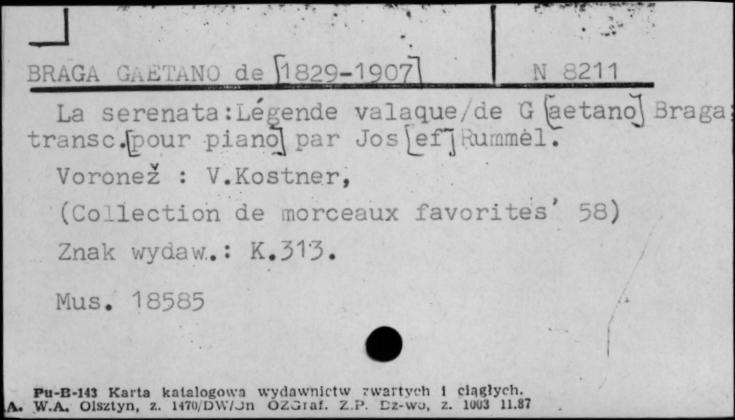 BRAGA GAETANO de [1829-1907] N 8211
La serenata:Légende valaque/de G [aetano] Braga;
transc.[pour piano] par Jos [ef] Rummel.
Voronež : V.Kostner,
(Collection de morceaux favorites' 58)
Znak wydaw.: K.313.
Mus. 18585
Pu-B-143 Karta katalogowa wydawnictw zwartych i ciągłych.
A. W.A. Olsztyn, z. 1470/DW/Jn OZGraf. Z.P. Dz-wo, z. 1003 11.87